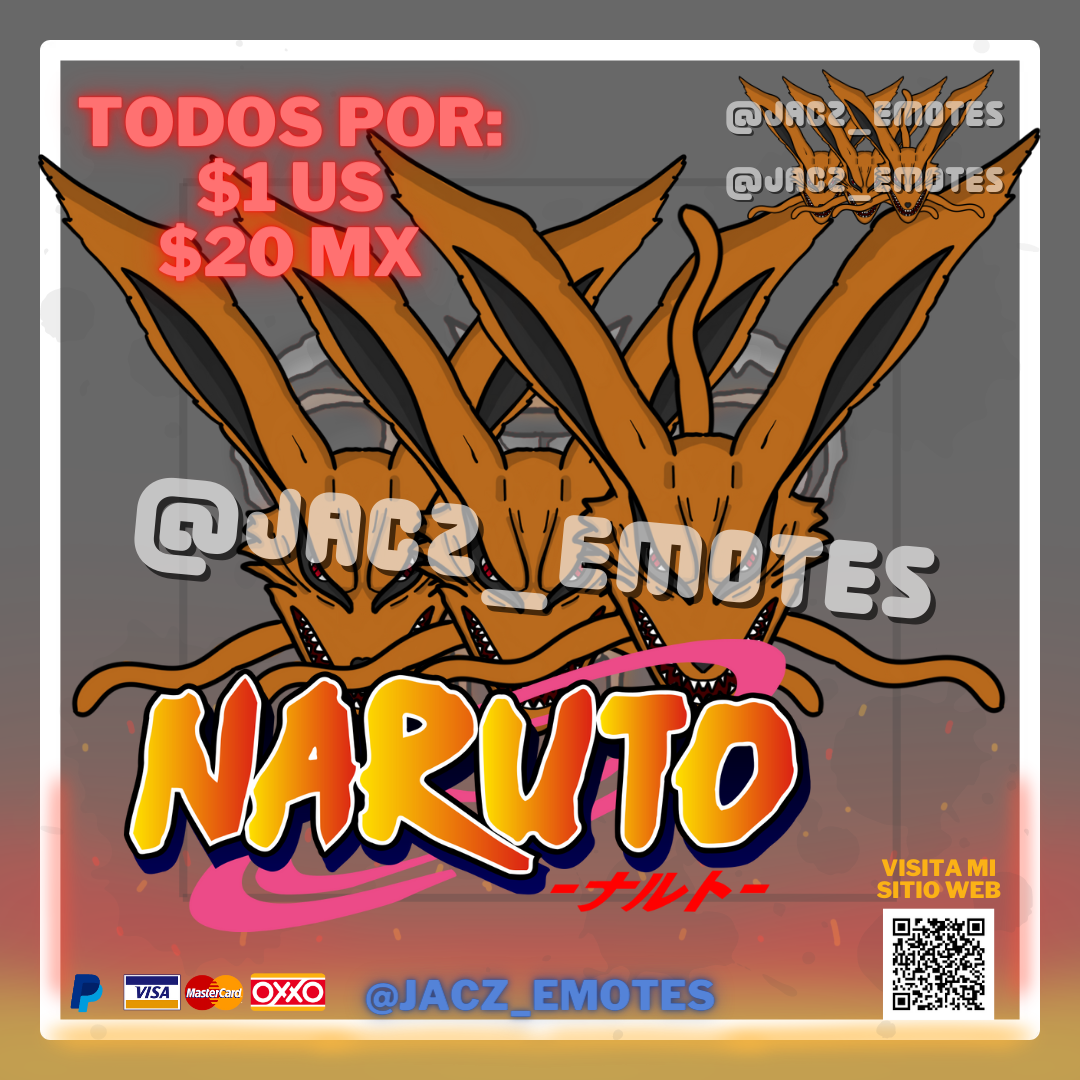 TODOS POR:
$1 US
$20 MX
@JACZ_EMOTES
@JACZ_EMOTES
@JACZ_EMOTES
NARUTO
-ナルト-
VISITA MI
SITIO WEB
VISA
MasterCard
OXXO
@JACZ_EMOTES